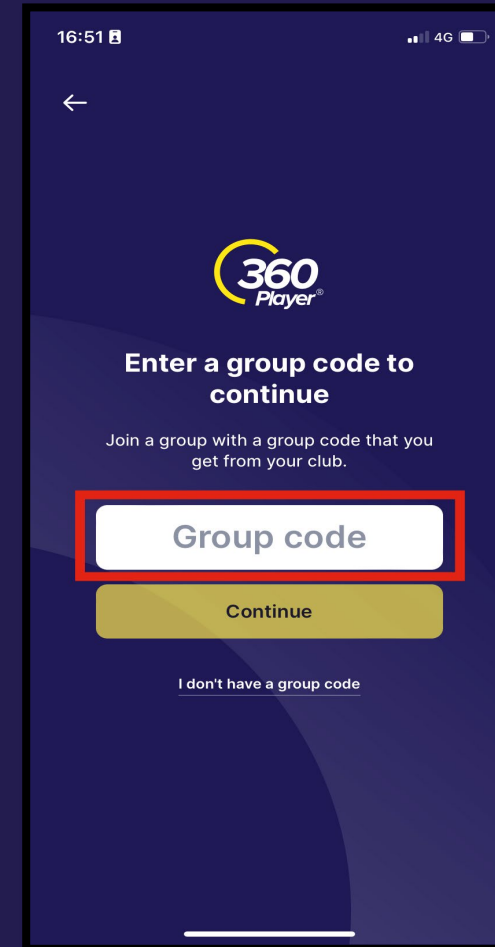 16:51
4G
360
Player®
Enter a group code to
continue
Join a group with a group code that you
get from your club.
Group code
Continue
I don't have a group code